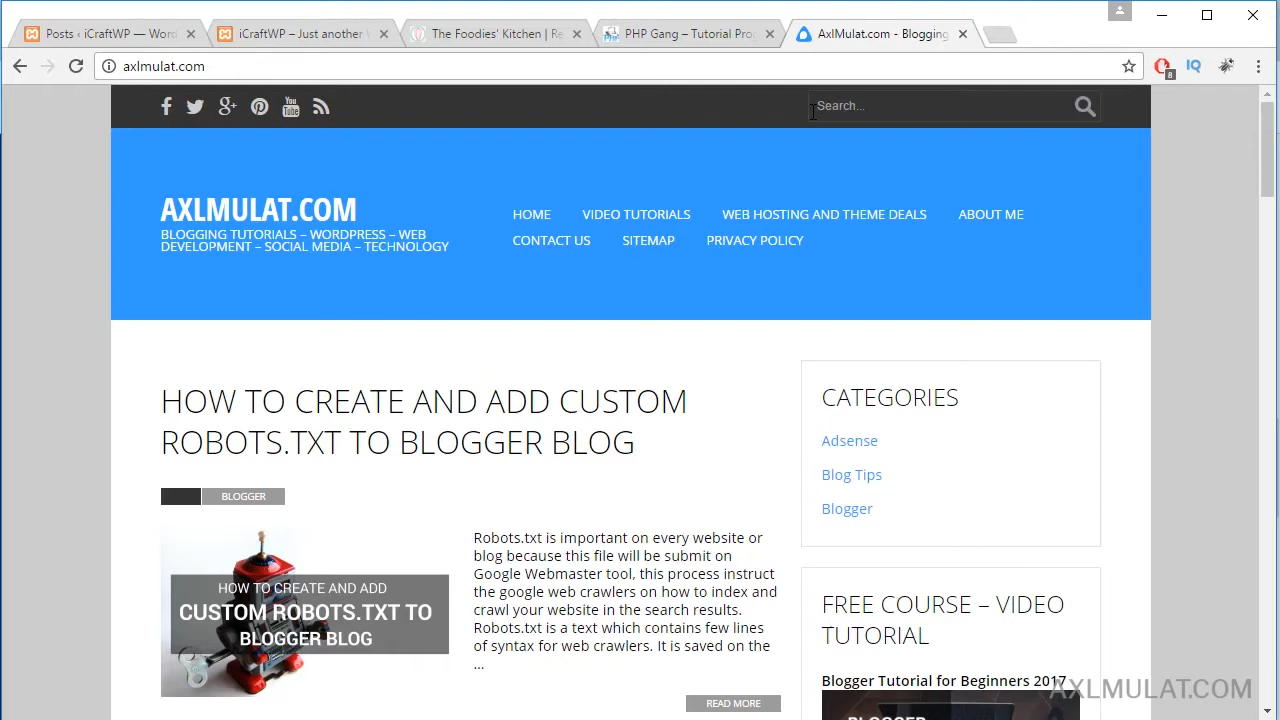 Posts ‹ iCraftWP — Word
iCraftWP – Just another
The Foodies' Kitchen | Re
PHP Gang – Tutorial Pro
AxlMulat.com - Blogging
axlmulat.com
8
IQ
You
Tube
Search...
AXLMULAT.COM
BLOGGING TUTORIALS – WORDPRESS – WEB
DEVELOPMENT – SOCIAL MEDIA – TECHNOLOGY
HOME VIDEO TUTORIALS WEB HOSTING AND THEME DEALS ABOUT ME
CONTACT US SITEMAP PRIVACY POLICY
HOW TO CREATE AND ADD CUSTOM
ROBOTS.TXT TO BLOGGER BLOG
BLOGGER
HOW TO CREATE AND ADD
CUSTOM ROBOTS.TXT TO
BLOGGER BLOG
Robots.txt is important on every website or
blog because this file will be submit on
Google Webmaster tool, this process instruct
the google web crawlers on how to index and
crawl your website in the search results.
Robots.txt is a text which contains few lines
of syntax for web crawlers. It is saved on the
...
READ MORE
CATEGORIES
Adsense
Blog Tips
Blogger
FREE COURSE – VIDEO
TUTORIAL
Blogger Tutorial for Beginners 2017
BLOGGER
AXLMULAT.COM